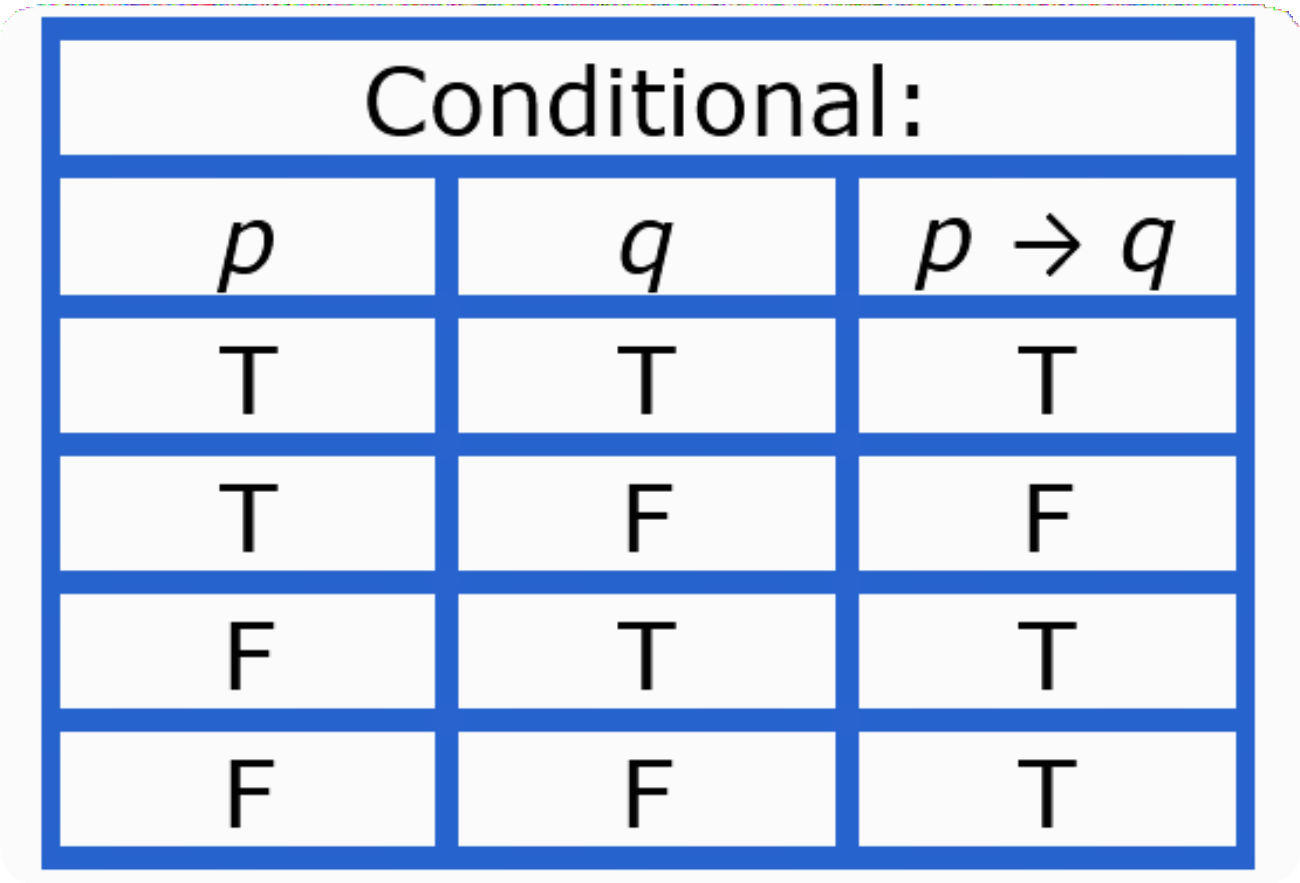 Conditional:
p q p → q
T T T
T F F
F T T
F F T